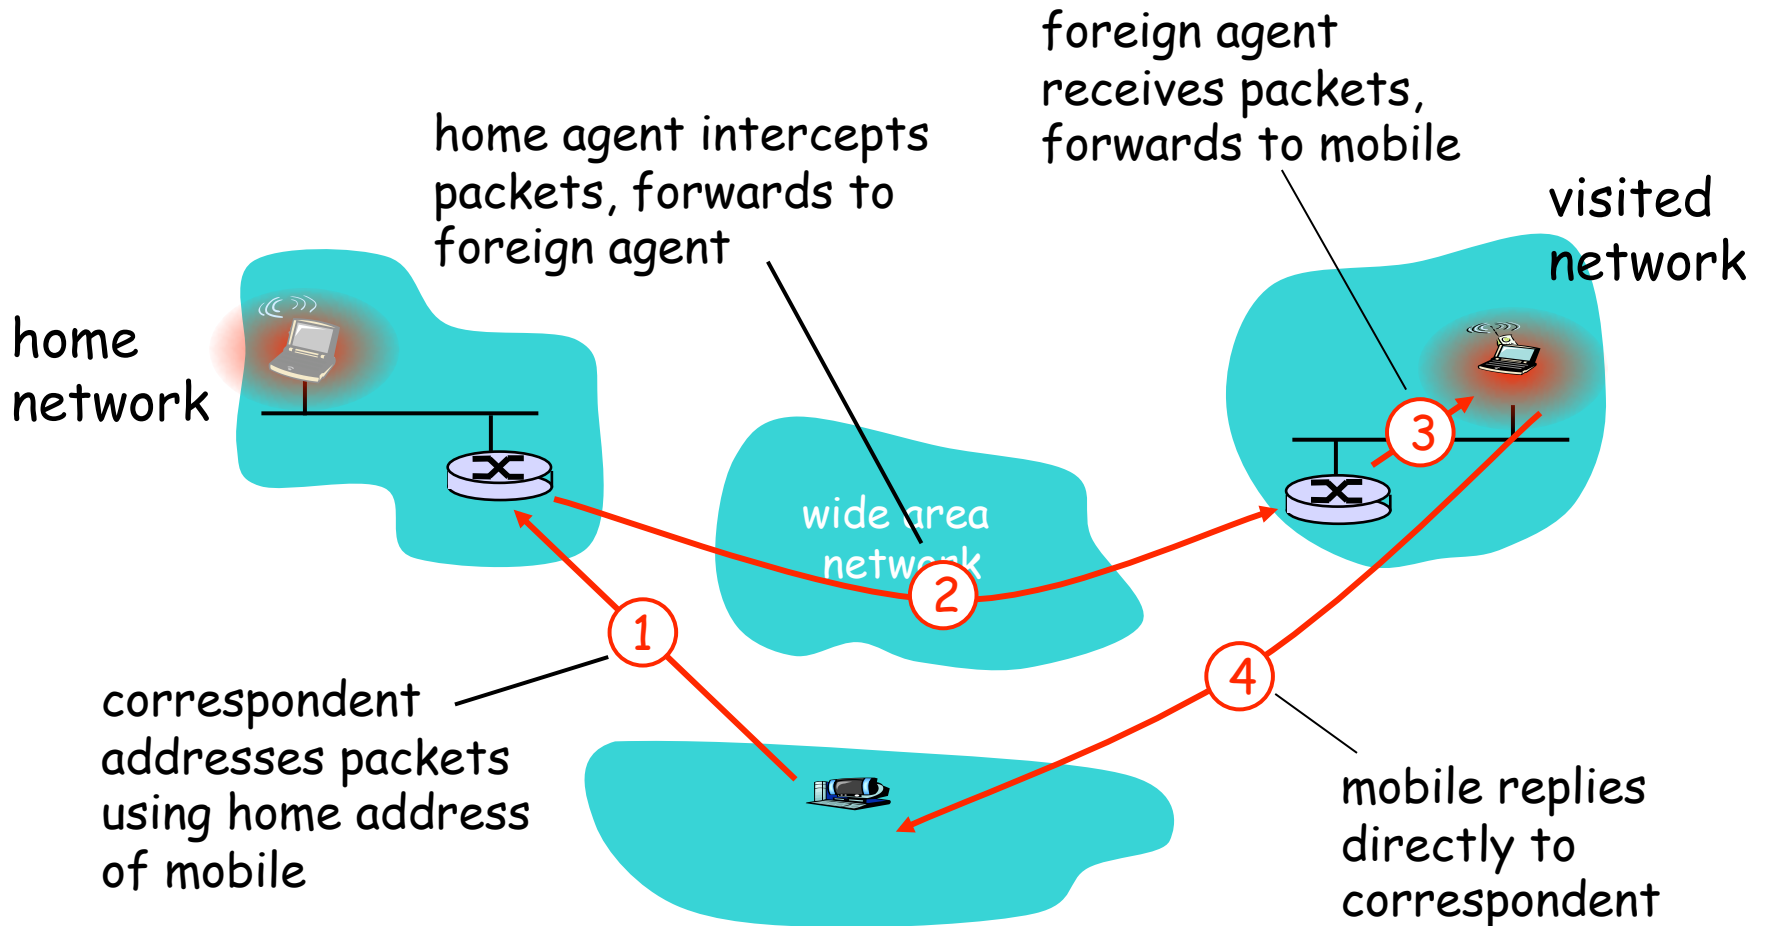 foreign agent
receives packets,
forwards to mobile
home agent intercepts
packets, forwards to
foreign agent
visited
network
home
network
3
wide area
network
2
1
4
correspondent
addresses packets
using home address
of mobile
mobile replies
directly to
correspondent